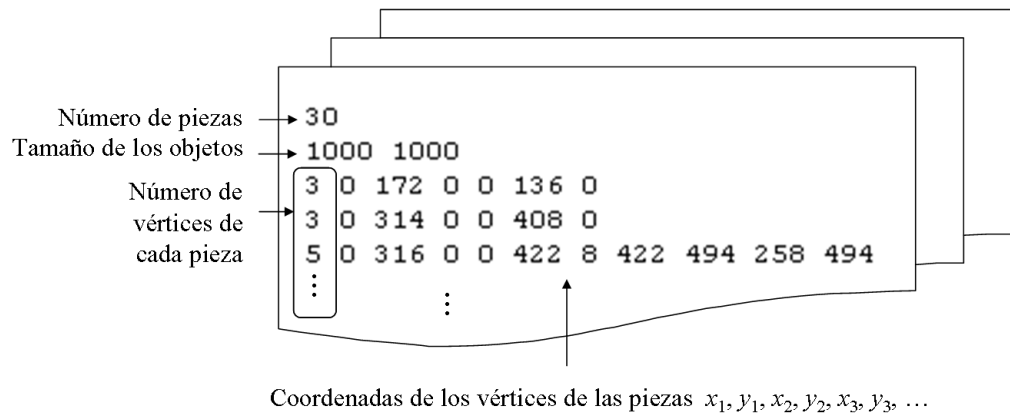 Número de piezas
30
Tamaño de los objetos
1000 1000
Número de
vértices de
cada pieza
3 0 172 0 0 136 0
3 0 314 0 0 408 0
5 0 316 0 0 422 8 422 494 258 494
⋮ ⋮
Coordenadas de los vértices de las piezas x₁, y₁, x₂, y₂, x₃, y₃, …